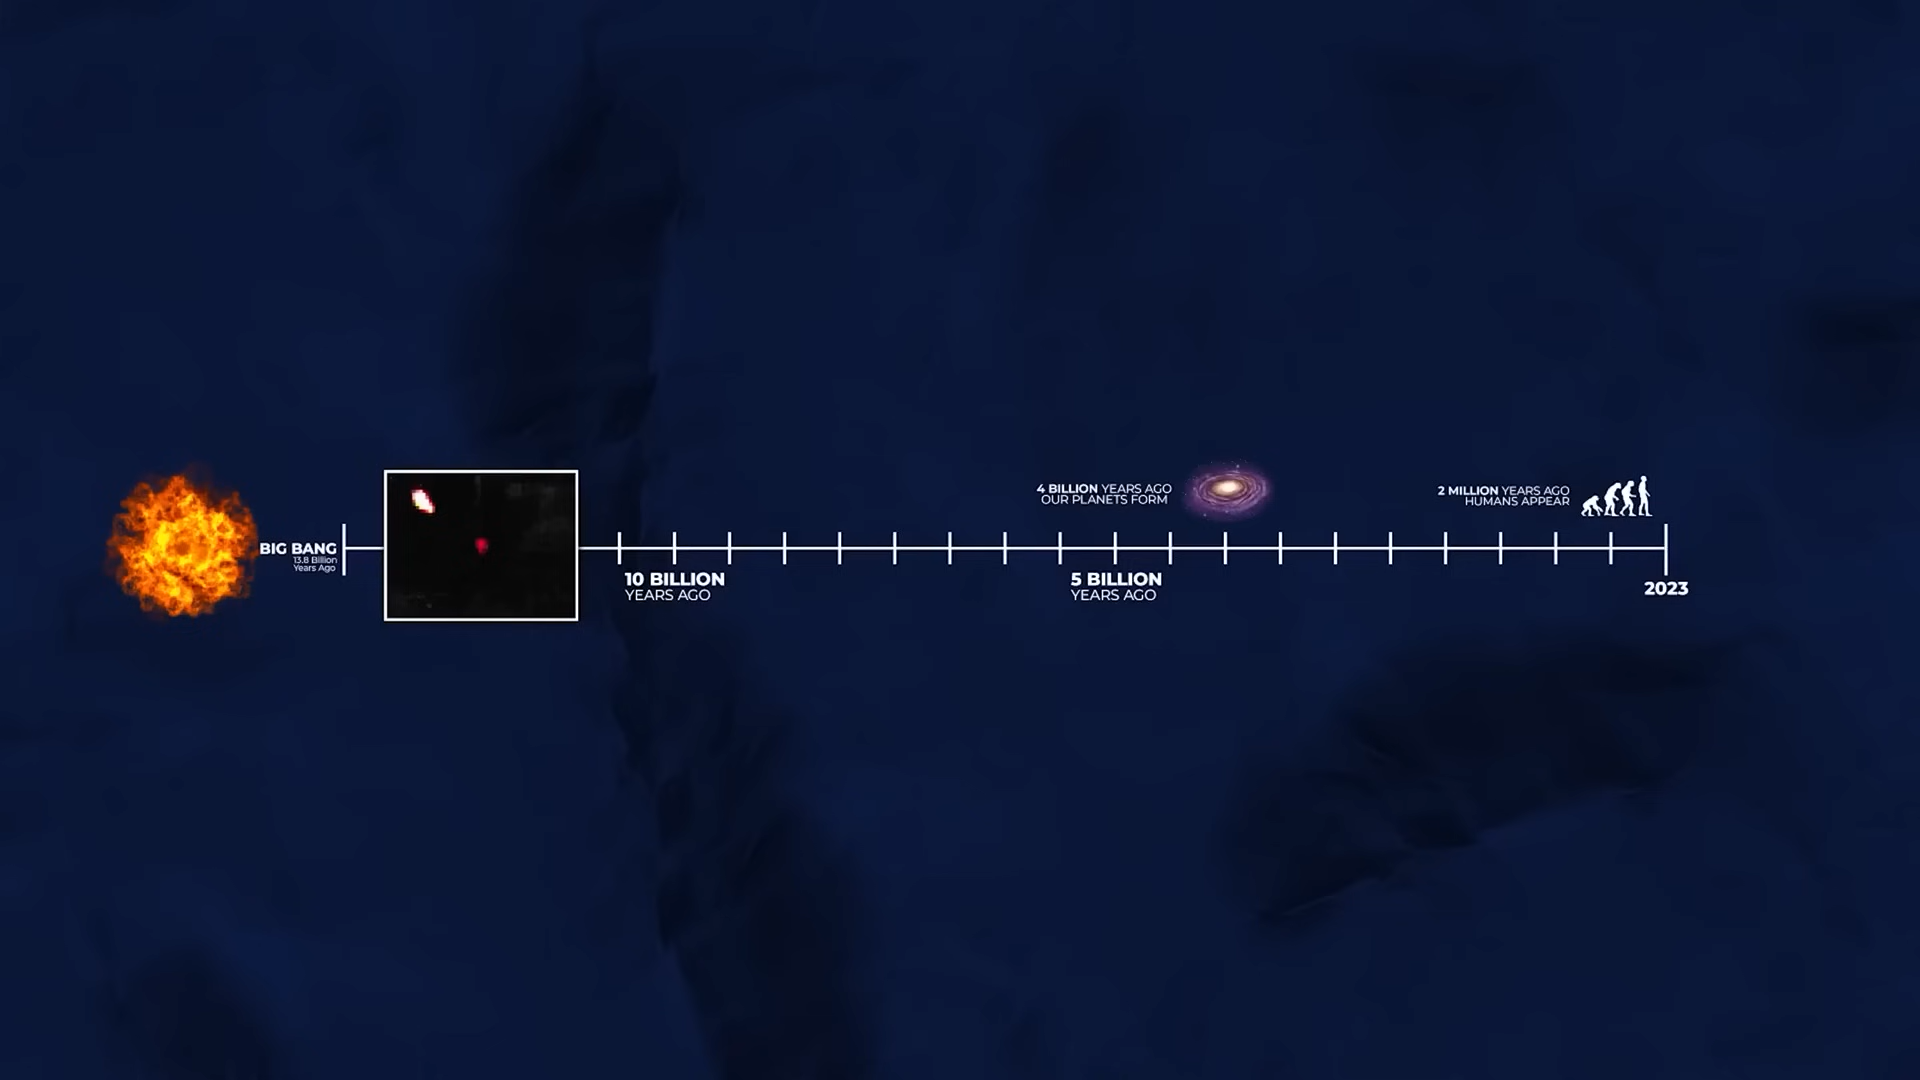 BIG BANG
13.8 Billion
Years Ago
10 BILLION
YEARS AGO
4 BILLION YEARS AGO
OUR PLANETS FORM
5 BILLION
YEARS AGO
2 MILLION YEARS AGO
HUMANS APPEAR
2023